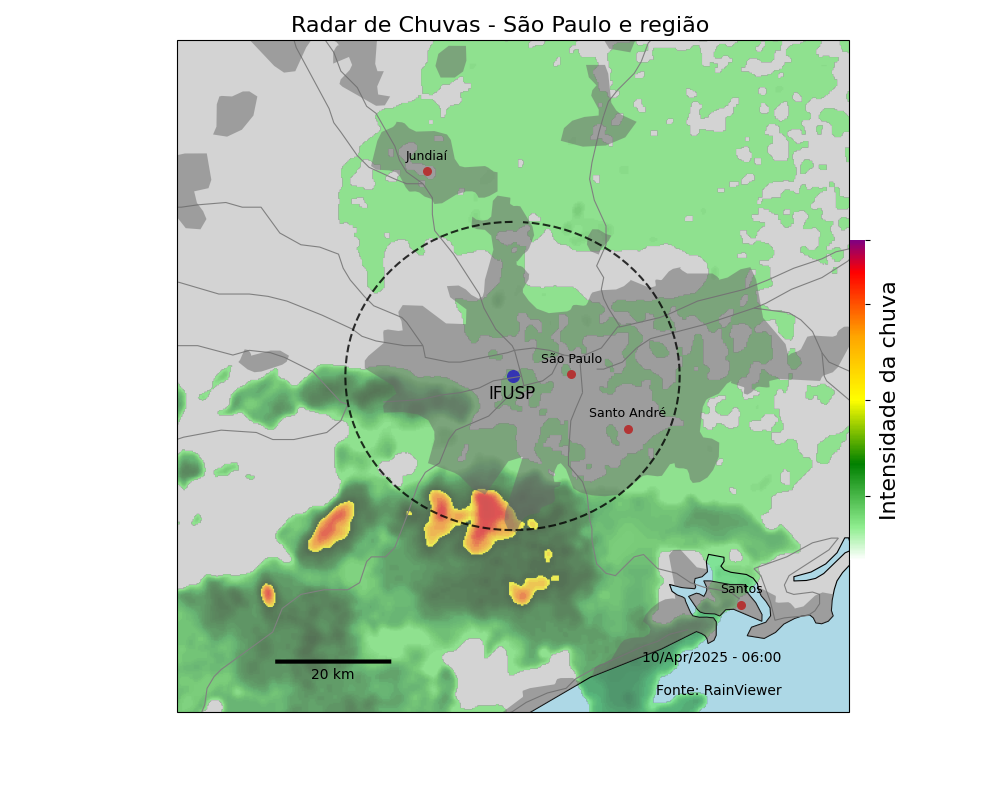 Radar de Chuvas - São Paulo e região
Jundiaí
São Paulo
IFUSP
Santo André
Santos
10/Apr/2025 - 06:00
20 km
Fonte: RainViewer
Intensidade da chuva